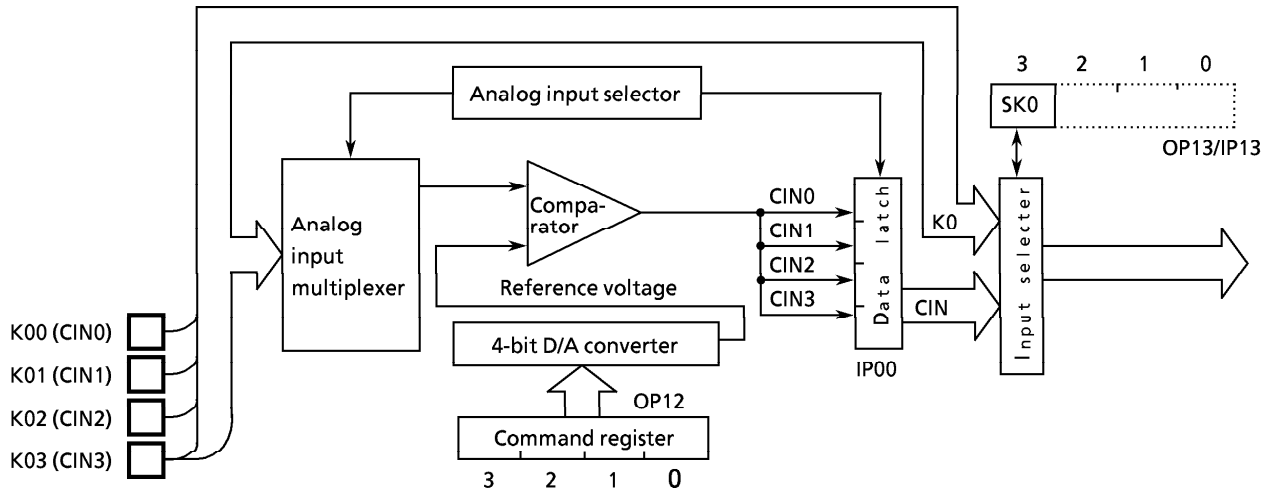 3 2 1 0
SK0
OP13/IP13
Analog input selector
Analog
input
multiplexer
Compa-
rator
CIN0
CIN1
CIN2
CIN3
Data latch
IP00
K0
CIN
Input selecter
Reference voltage
4-bit D/A converter
OP12
Command register
3 2 1 0
K00 (CIN0)
K01 (CIN1)
K02 (CIN2)
K03 (CIN3)